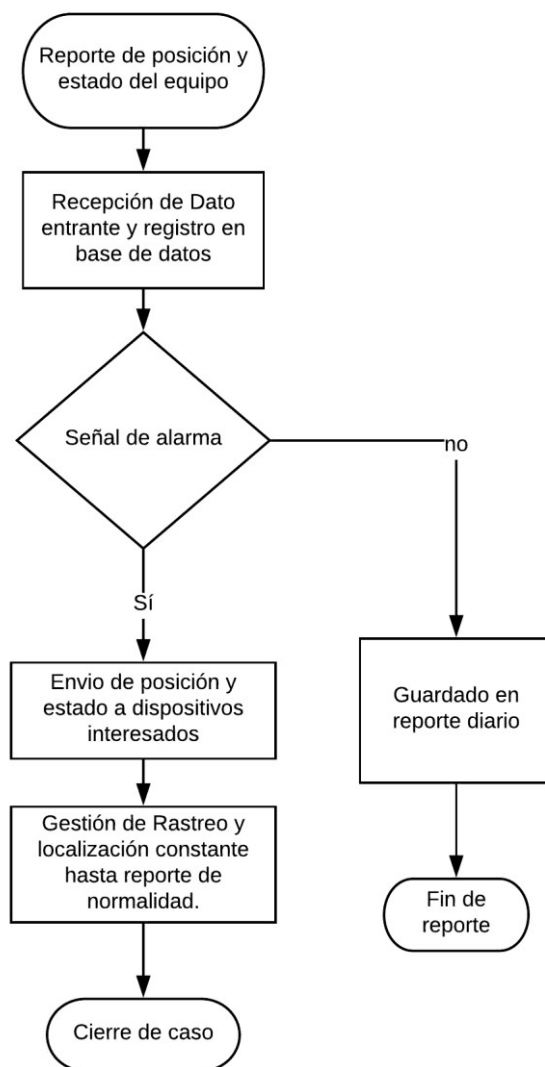 Reporte de posición y
estado del equipo
Recepción de Dato
entrante y registro en
base de datos
Señal de alarma
no
Sí
Envio de posición y
estado a dispositivos
interesados
Guardado en
reporte diario
Gestión de Rastreo y
localización constante
hasta reporte de
normalidad.
Fin de
reporte
Cierre de caso